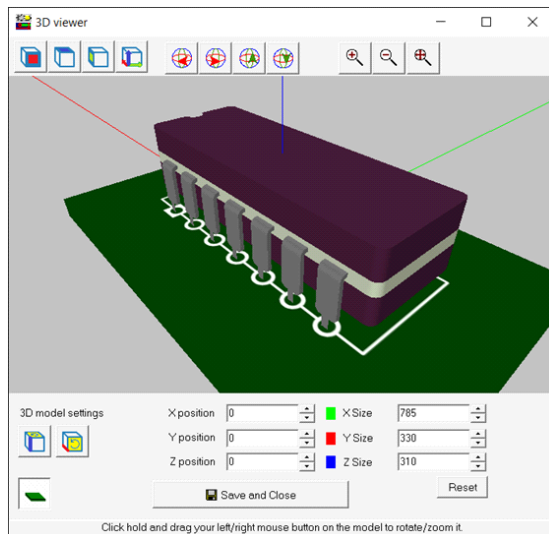 3D viewer
3D model settings
X position 0 X Size 785
Y position 0 Y Size 330
Z position 0 Z Size 310
Save and Close
Reset
Click hold and drag your left/right mouse button on the model to rotate/zoom it.